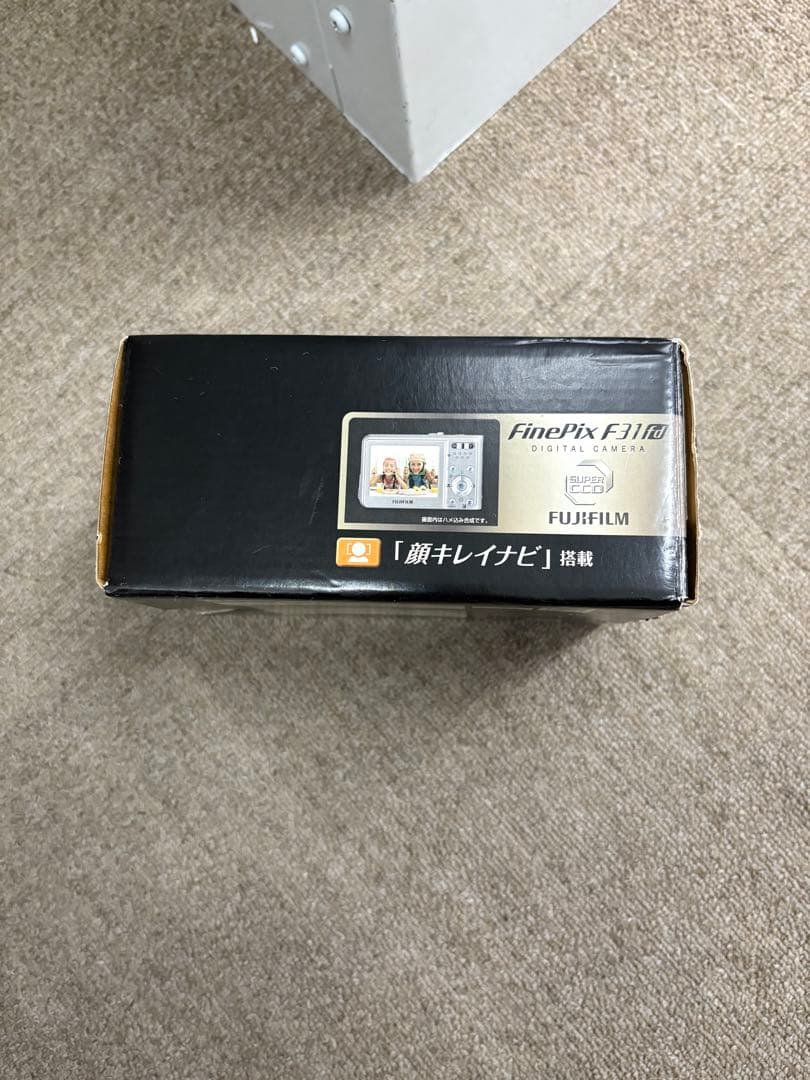 FinePix F31fd
DIGITAL CAMERA
SUPER
CCD
FUJIFILM
FUJIFILM
画面内はハメ込み合成です。
「顔キレイナビ」搭載